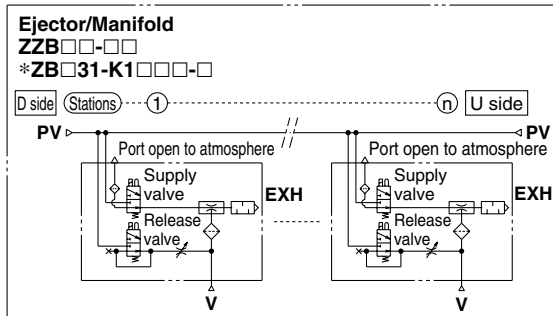 Ejector/Manifold
ZZB□□-□□
*ZB□31-K1□□□-□
D side Stations 1 n U side
PV PV
Port open to atmosphere Port open to atmosphere
Supply valve EXH Supply valve EXH
Release valve Release valve
V V